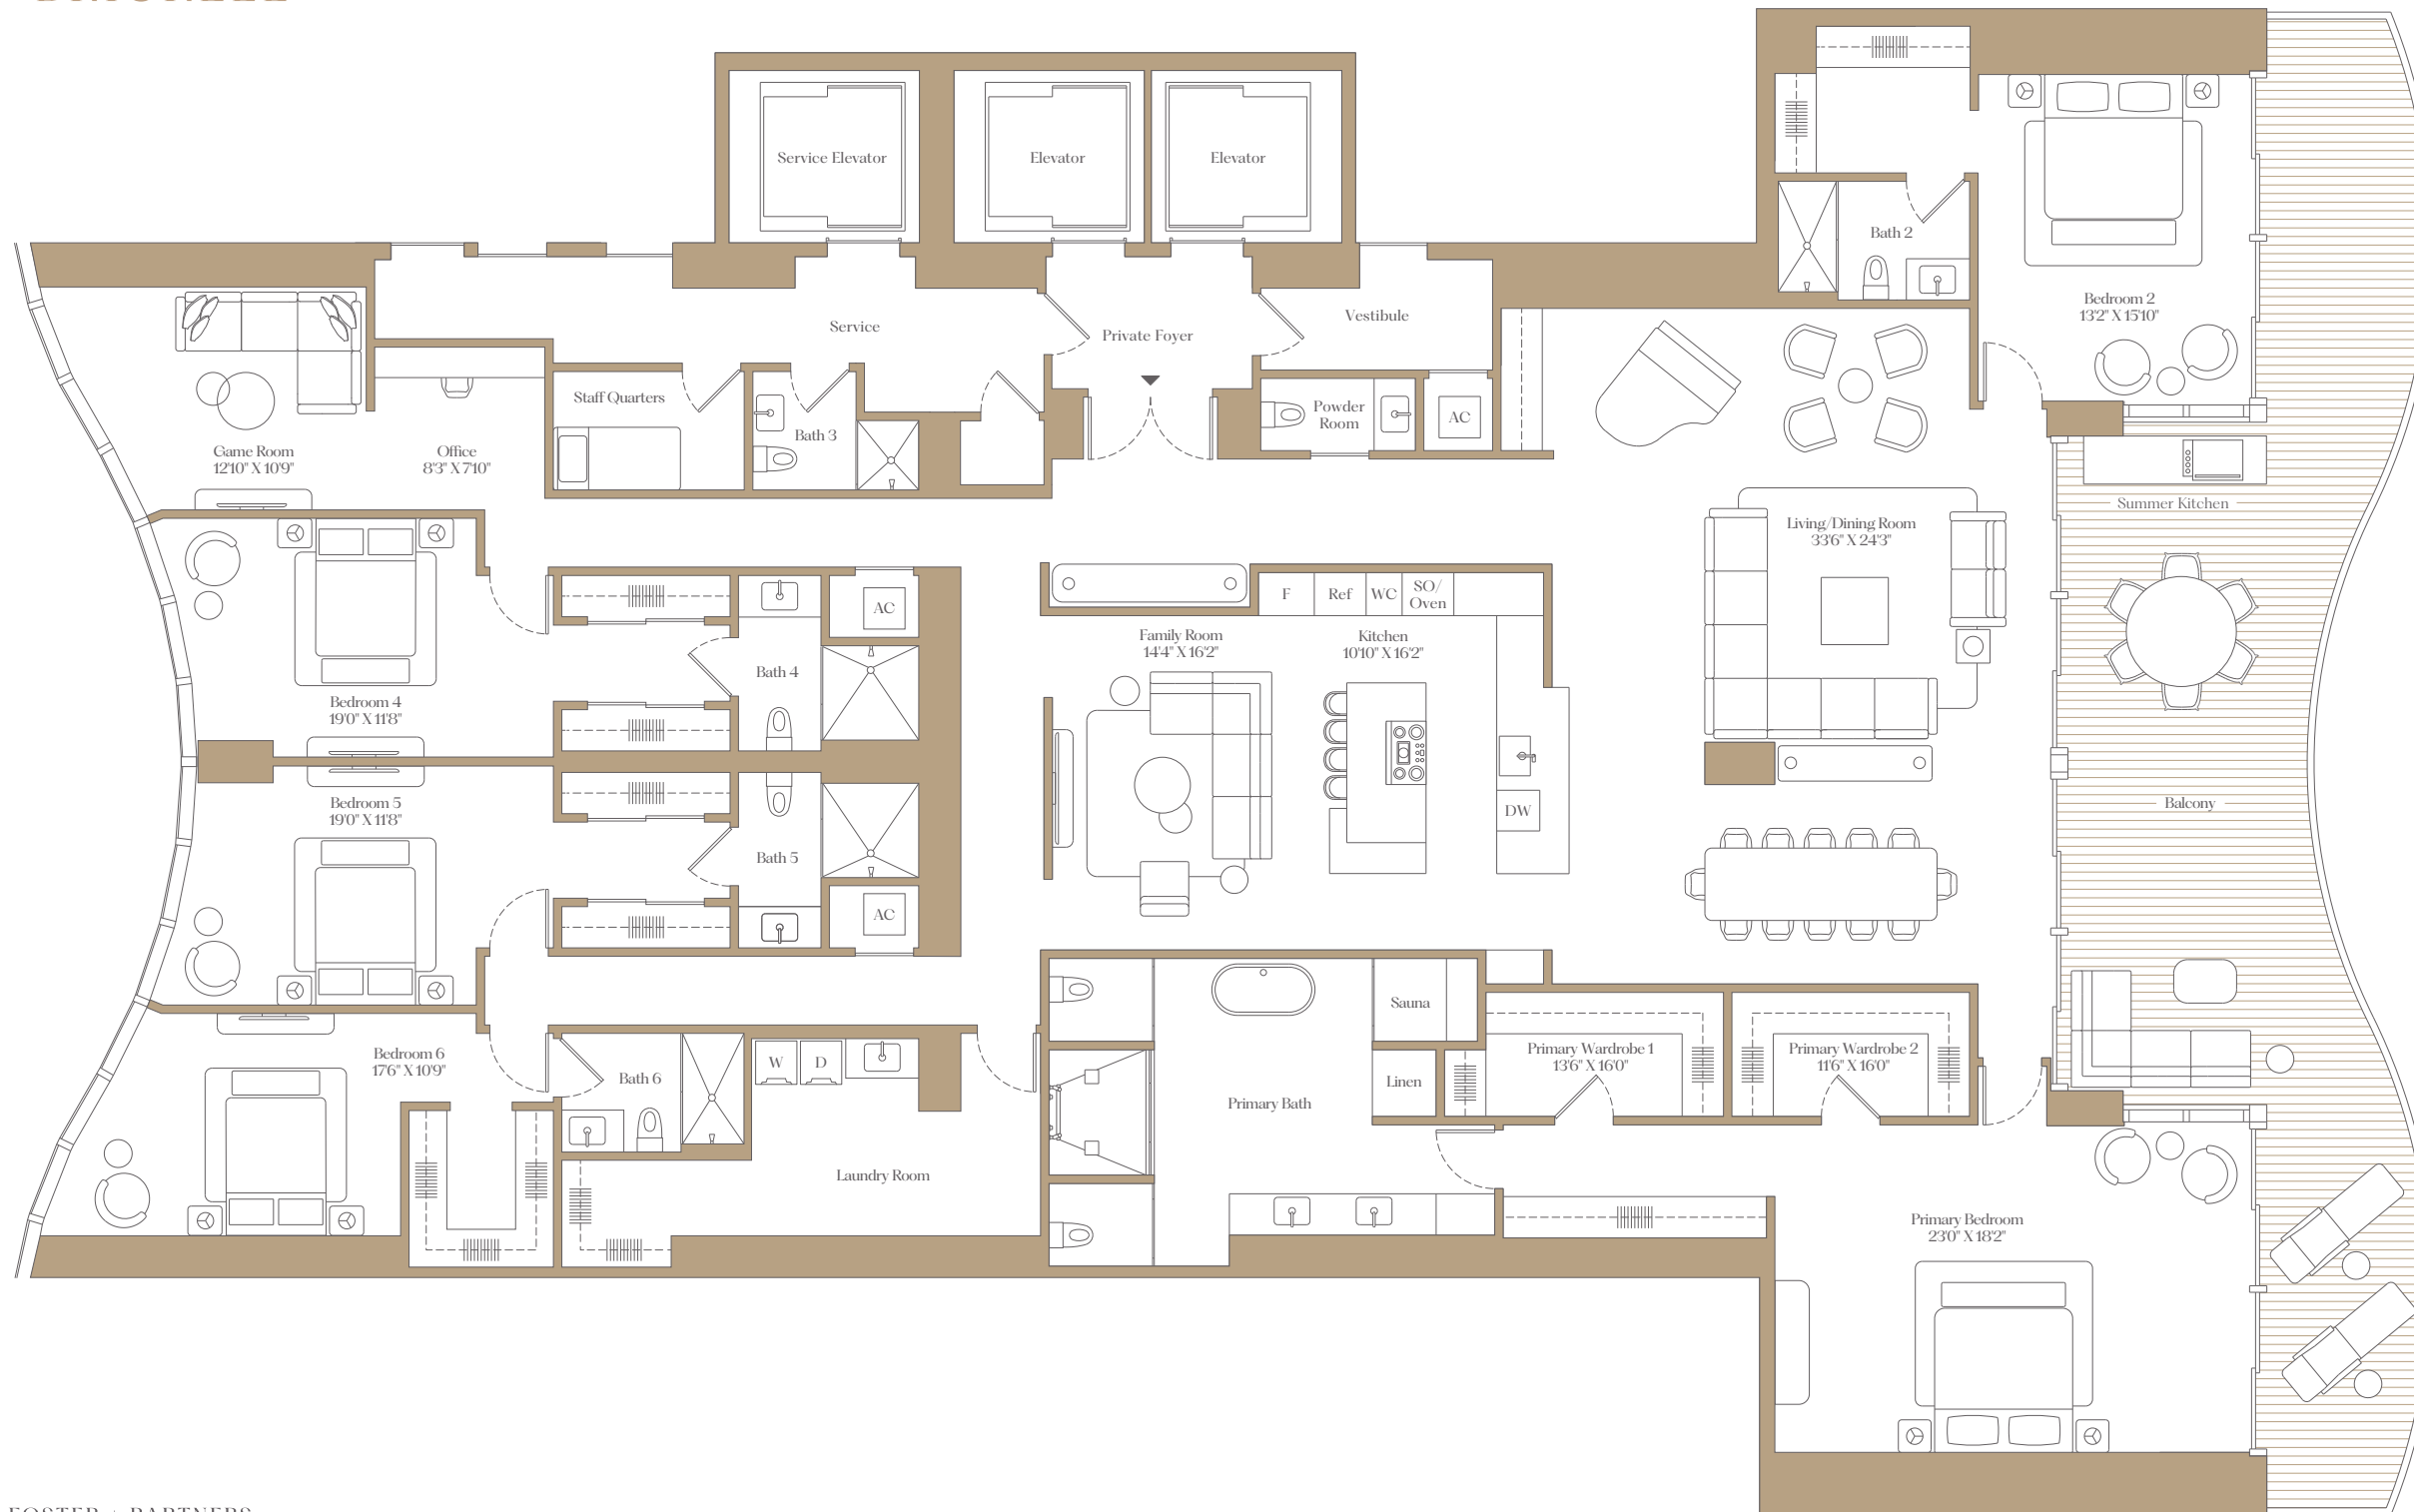 Service Elevator
Elevator
Elevator
Bath 2
Bedroom 2
13'2" X 15'10"
Service
Private Foyer
Vestibule
Staff Quarters
Bath 3
Powder
Room
AC
Game Room
12'10" X 10'9"
Office
8'3" X 7'10"
Summer Kitchen
Living/Dining Room
33'6" X 24'3"
F
Ref
WC
SO/
Oven
AC
Family Room
14'4" X 16'2"
Kitchen
10'10" X 16'2"
Bath 4
Bedroom 4
19'0" X 11'8"
Bedroom 5
19'0" X 11'8"
DW
Balcony
Bath 5
AC
Sauna
Bedroom 6
17'6" X 10'9"
Bath 6
W
D
Linen
Primary Wardrobe 1
13'6" X 16'0"
Primary Wardrobe 2
11'6" X 16'0"
Primary Bath
Laundry Room
Primary Bedroom
23'0" X 18'2"
FOSTER + PARTNERS